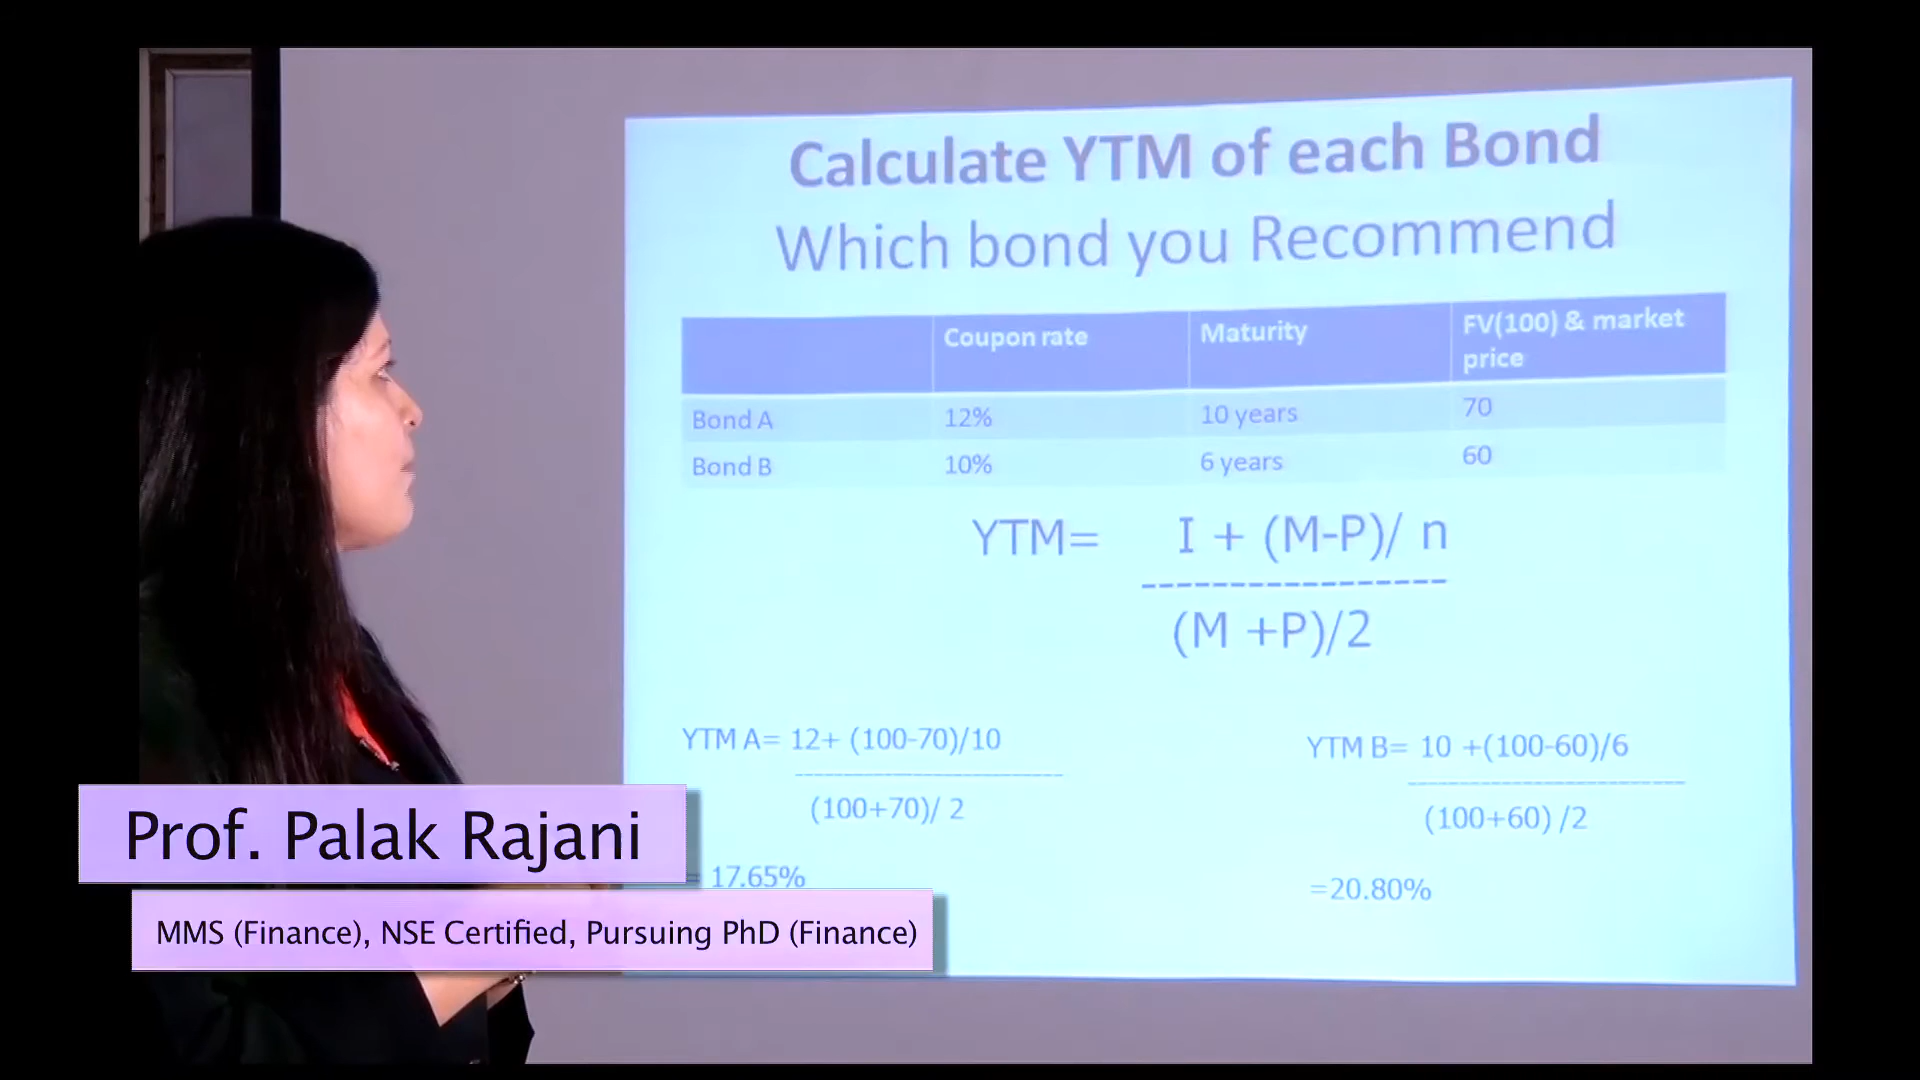 Calculate YTM of each Bond
Which bond you Recommend
Coupon rate Maturity FV(100) & market price
Bond A 12% 10 years 70
Bond B 10% 6 years 60
YTM= I + (M-P)/ n
----------------
(M +P)/2
YTM A= 12+ (100-70)/10
(100+70)/ 2
= 17.65%
YTM B= 10 +(100-60)/6
(100+60) /2
=20.80%
Prof. Palak Rajani
MMS (Finance), NSE Certified, Pursuing PhD (Finance)